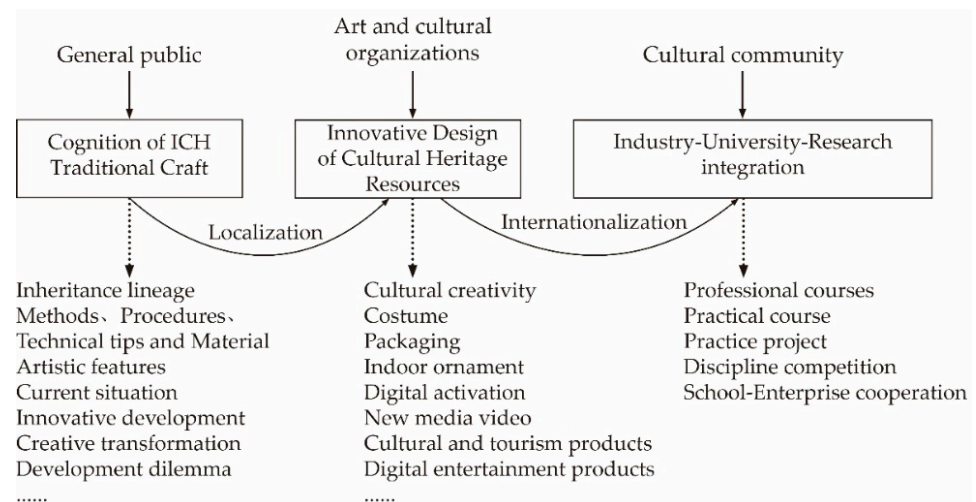 General public
Art and cultural
organizations
Cultural community
Cognition of ICH
Traditional Craft
Innovative Design
of Cultural Heritage
Resources
Industry-University-Research
integration
Localization
Internationalization
Inheritance lineage
Methods、Procedures、
Technical tips and Material
Artistic features
Current situation
Innovative development
Creative transformation
Development dilemma
......
Cultural creativity
Costume
Packaging
Indoor ornament
Digital activation
New media video
Cultural and tourism products
Digital entertainment products
......
Professional courses
Practical course
Practice project
Discipline competition
School-Enterprise cooperation